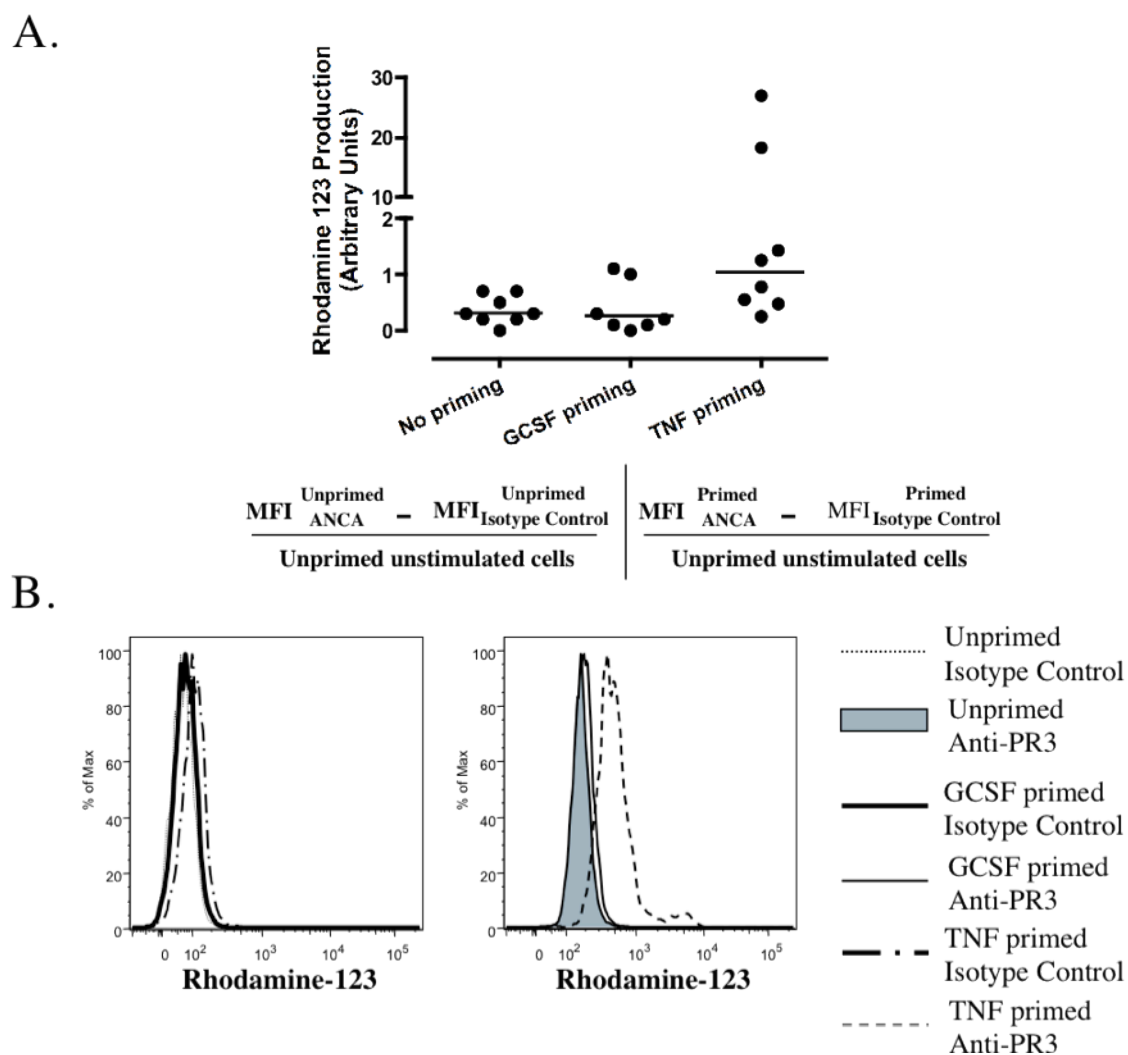 A.
Rhodamine 123 Production
(Arbitrary Units)
30
20
10
2
1
0
No priming
GCSF priming
TNF priming
MFI Unprimed ANCA – MFI Unprimed Isotype Control
Unprimed unstimulated cells
MFI Primed ANCA – MFI Primed Isotype Control
Unprimed unstimulated cells
B.
% of Max
100
80
60
40
20
0
0 10^2 10^3 10^4 10^5
Rhodamine-123
% of Max
100
80
60
40
20
0
0 10^2 10^3 10^4 10^5
Rhodamine-123
Unprimed
Isotype Control
Unprimed
Anti-PR3
GCSF primed
Isotype Control
GCSF primed
Anti-PR3
TNF primed
Isotype Control
TNF primed
Anti-PR3